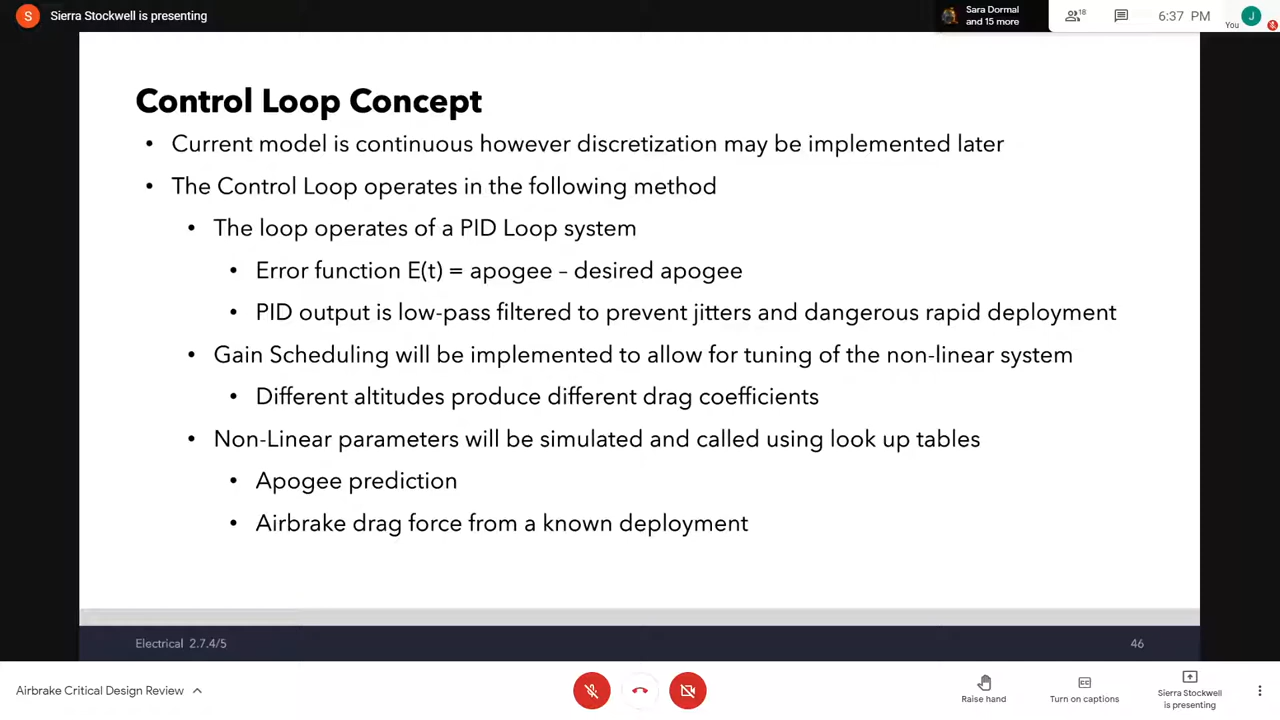 S Sierra Stockwell is presenting
Sara Dormal
and 15 more
18
6:37 PM
You
J
Control Loop Concept
• Current model is continuous however discretization may be implemented later
• The Control Loop operates in the following method
• The loop operates of a PID Loop system
• Error function E(t) = apogee – desired apogee
• PID output is low-pass filtered to prevent jitters and dangerous rapid deployment
• Gain Scheduling will be implemented to allow for tuning of the non-linear system
• Different altitudes produce different drag coefficients
• Non-Linear parameters will be simulated and called using look up tables
• Apogee prediction
• Airbrake drag force from a known deployment
Electrical 2.7.4/5
46
Airbrake Critical Design Review
Raise hand
Turn on captions
Sierra Stockwell
is presenting